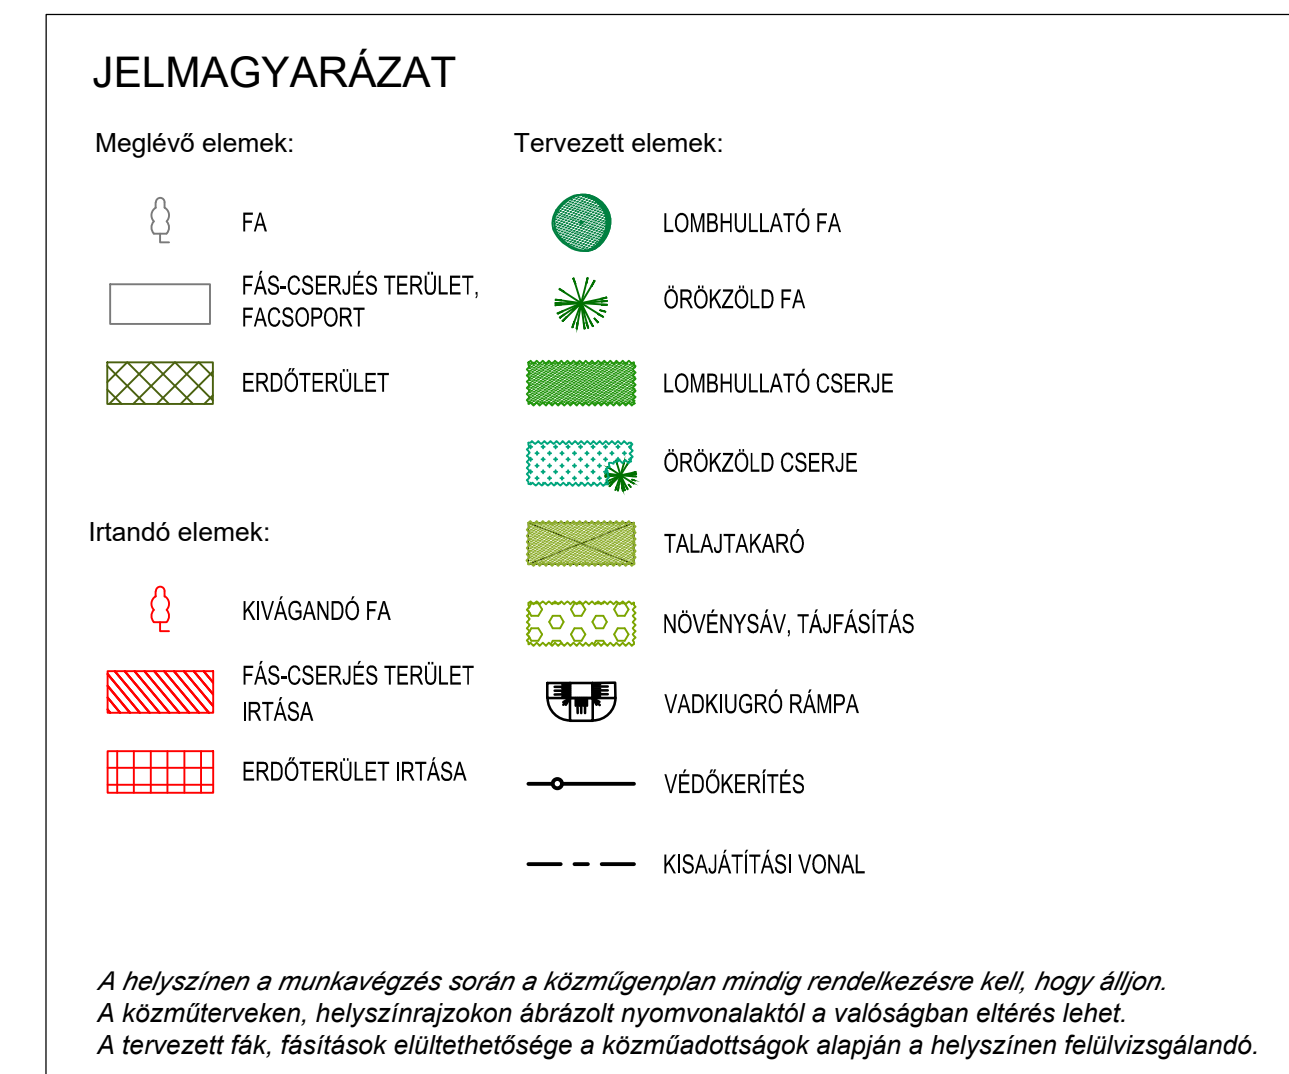 JELMAGYARÁZAT
Meglévő elemek:
FA
FÁS-CSERJÉS TERÜLET,
FACSOPORT
ERDŐTERÜLET
Irtandó elemek:
KIVÁGANDÓ FA
FÁS-CSERJÉS TERÜLET
IRTÁSA
ERDŐTERÜLET IRTÁSA
Tervezett elemek:
LOMBHULLATÓ FA
ÖRÖKZÖLD FA
LOMBHULLATÓ CSERJE
ÖRÖKZÖLD CSERJE
TALAJTAKARÓ
NÖVÉNYSÁV, TÁJFÁSÍTÁS
VADKIUGRÓ RÁMPA
VÉDŐKERÍTÉS
KISAJÁTÍTÁSI VONAL
A helyszínen a munkavégzés során a közműgenplan mindig rendelkezésre kell, hogy álljon.
A közműterveken, helyszínrajzokon ábrázolt nyomvonalaktól a valóságban eltérés lehet.
A tervezett fák, fásítások elültethetősége a közműadottságok alapján a helyszínen felülvizsgálandó.